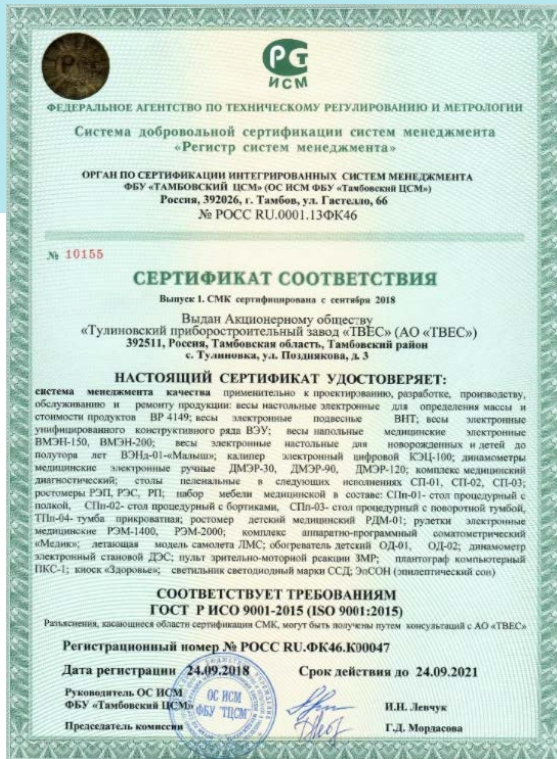 РСТ
ИСМ
ФЕДЕРАЛЬНОЕ АГЕНТСТВО ПО ТЕХНИЧЕСКОМУ РЕГУЛИРОВАНИЮ И МЕТРОЛОГИИ
Система добровольной сертификации систем менеджмента
«Регистр систем менеджмента»
ОРГАН ПО СЕРТИФИКАЦИИ ИНТЕГРИРОВАННЫХ СИСТЕМ МЕНЕДЖМЕНТА
ФБУ «ТАМБОВСКИЙ ЦСМ» (ОС ИСМ ФБУ «Тамбовский ЦСМ»)
Россия, 392026, г. Тамбов, ул. Гастелло, 66
№ РОСС RU.0001.13ФК46
№ 10155
СЕРТИФИКАТ СООТВЕТСТВИЯ
Выпуск 1. СМК сертифицирована с сентября 2018
Выдан Акционерному обществу
«Тулиновский приборостроительный завод «ТВЕС» (АО «ТВЕС»)
392511, Россия, Тамбовская область, Тамбовский район
с. Тулиновка, ул. Позднякова, д. 3
НАСТОЯЩИЙ СЕРТИФИКАТ УДОСТОВЕРЯЕТ:
система менеджмента качества применительно к проектированию, разработке, производству,
обслуживанию и ремонту продукции: весы настольные электронные для определения массы и
стоимости продуктов ВР 4149; весы электронные подвесные ВНТ; весы электронные
унифицированного конструктивного ряда ВЭУ; весы напольные медицинские электронные
ВМЭН-150, ВМЭН-200; весы электронные настольные для новорожденных и детей до
полутора лет ВЭНд-01-«Малыш»; калипер электронный цифровой КЭЦ-100; динамометры
медицинские электронные ручные ДМЭР-30, ДМЭР-90, ДМЭР-120; комплекс медицинский
диагностический; столы пеленальные в следующих исполнениях СП-01, СП-02, СП-03;
ростомеры РЭП, РЭС, РП; набор мебели медицинской в составе: СПп-01- стол процедурный с
полкой, СПп-02- стол процедурный с бортиками, СПп-03- стол процедурный с поворотной тумбой,
ТПп-04- тумба прикроватная; ростомер детский медицинский РДМ-01; рулетки электронные
медицинские РЭМ-1400, РЭМ-2000; комплекс аппаратно-программный соматометрический
«Медик»; летающая модель самолета ЛМС; обогреватель детский ОД-01, ОД-02; динамометр
электронный становой ДЭС; пульт зрительно-моторной реакции ЗМР; плантограф компьютерный
ПКС-1; киоск «Здоровье»; светильник светодиодный марки ССД; ЭпСОН (эпилептический сон)
СООТВЕТСТВУЕТ ТРЕБОВАНИЯМ
ГОСТ Р ИСО 9001-2015 (ISO 9001:2015)
Разъяснения, касающиеся области сертификации СМК, могут быть получены путем консультаций с АО «ТВЕС»
Регистрационный номер № РОСС RU.ФК46.К00047
Дата регистрации 24.09.2018 Срок действия до 24.09.2021
Руководитель ОС ИСМ
ФБУ «Тамбовский ЦСМ» И.Н. Левчук
Председатель комиссии Г.Д. Мордасова
ОС ИСМ
ФБУ "ТЦСМ"